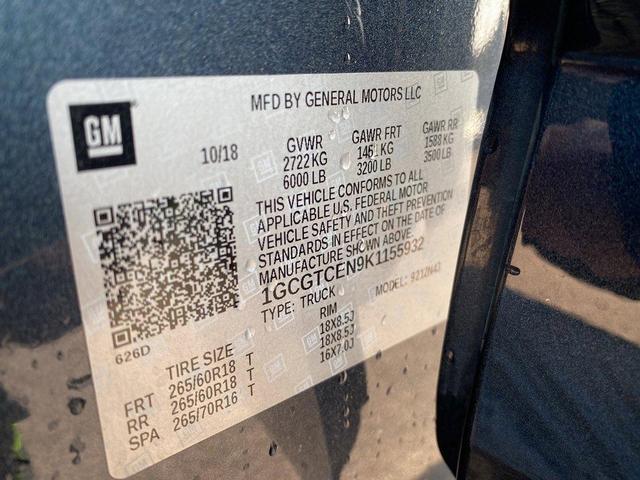 GM
MFD BY GENERAL MOTORS LLC
10/18
GVWR GAWR FRT GAWR RR
2722 KG 1451 KG 1588 KG
6000 LB 3200 LB 3500 LB
THIS VEHICLE CONFORMS TO ALL
APPLICABLE U.S. FEDERAL MOTOR
VEHICLE SAFETY AND THEFT PREVENTION
STANDARDS IN EFFECT ON THE DATE OF
MANUFACTURE SHOWN ABOVE.
1GCGTCEN9K1155932
TYPE: TRUCK MODEL: 9212N43
626D
TIRE SIZE RIM
FRT 265/60R18 T 18X8.5J
RR 265/60R18 T 18X8.5J
SPA 265/70R16 T 16X7.0J